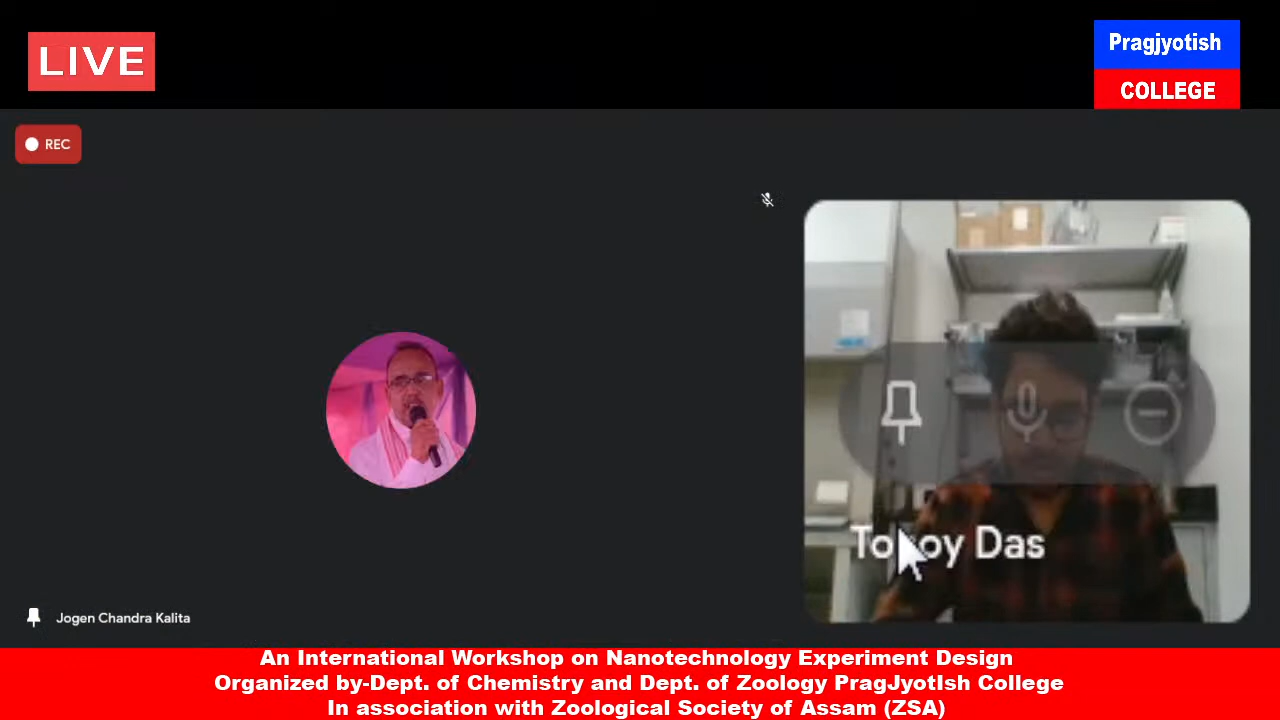 LIVE
Pragjyotish
COLLEGE
REC
Das
Jogen Chandra Kalita
An International Workshop on Nanotechnology Experiment Design
Organized by-Dept. of Chemistry and Dept. of Zoology PragJyotIsh College
In association with Zoological Society of Assam (ZSA)